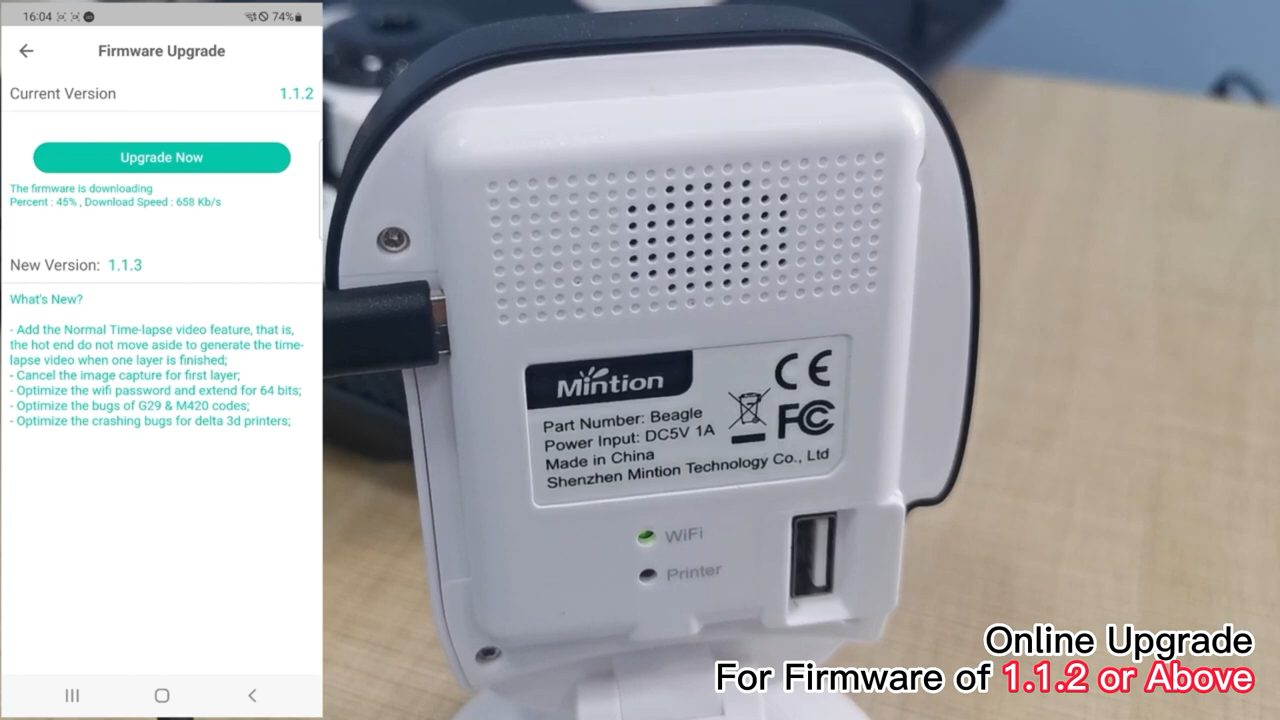 16:04
74%
Firmware Upgrade
Current Version 1.1.2
Upgrade Now
The firmware is downloading
Percent : 45% , Download Speed : 658 Kb/s
New Version: 1.1.3
What's New?
- Add the Normal Time-lapse video feature, that is,
the hot end do not move aside to generate the time-
lapse video when one layer is finished;
- Cancel the image capture for first layer;
- Optimize the wifi password and extend for 64 bits;
- Optimize the bugs of G29 & M420 codes;
- Optimize the crashing bugs for delta 3d printers;
Mintion
CE
FC
Part Number: Beagle
Power Input: DC5V 1A
Made in China
Shenzhen Mintion Technology Co., Ltd
WiFi
Printer
Online Upgrade
For Firmware of 1.1.2 or Above